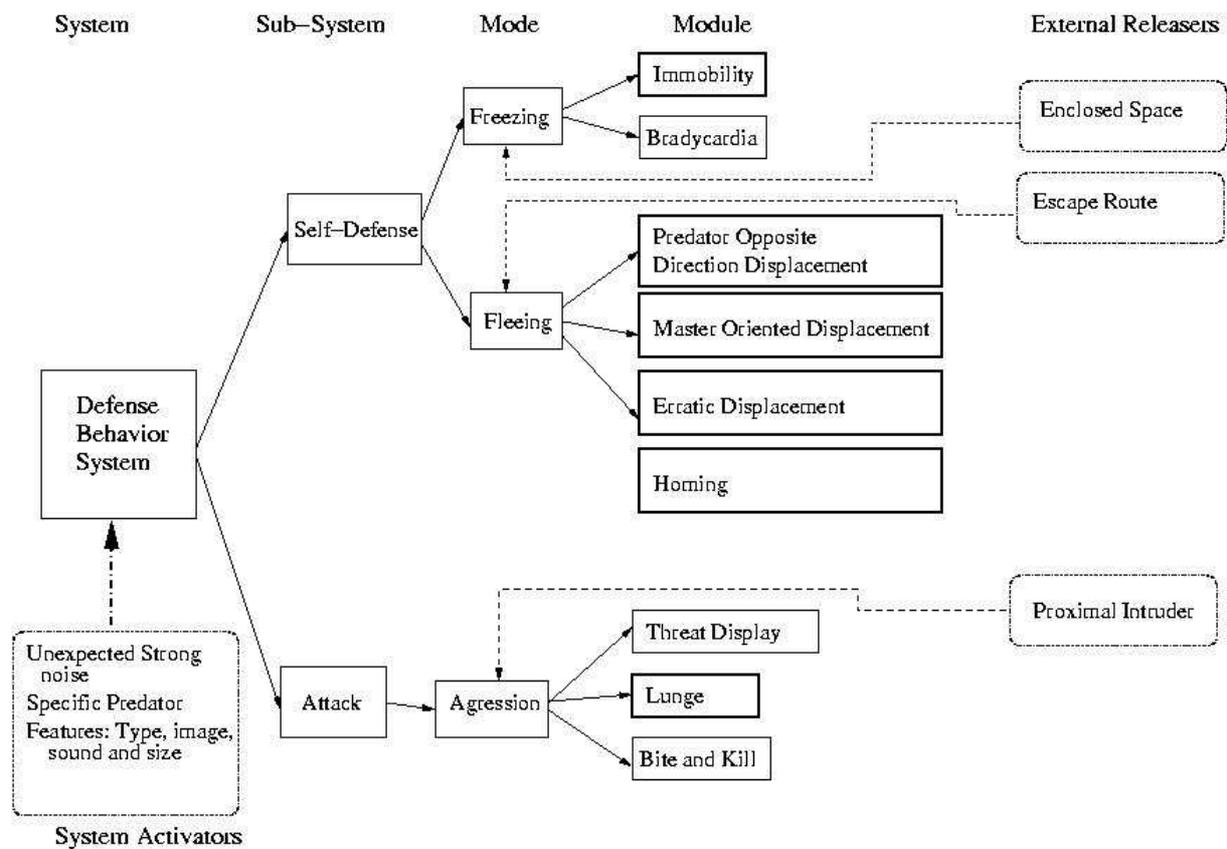 System
Sub-System
Mode
Module
External Releasers
Immobility
Freezing
Bradycardia
Enclosed Space
Escape Route
Self-Defense
Predator Opposite
Direction Displacement
Fleeing
Master Oriented Displacement
Erratic Displacement
Homing
Defense
Behavior
System
Proximal Intruder
Threat Display
Unexpected Strong
noise
Specific Predator
Features: Type, image,
sound and size
Attack
Agression
Lunge
Bite and Kill
System Activators